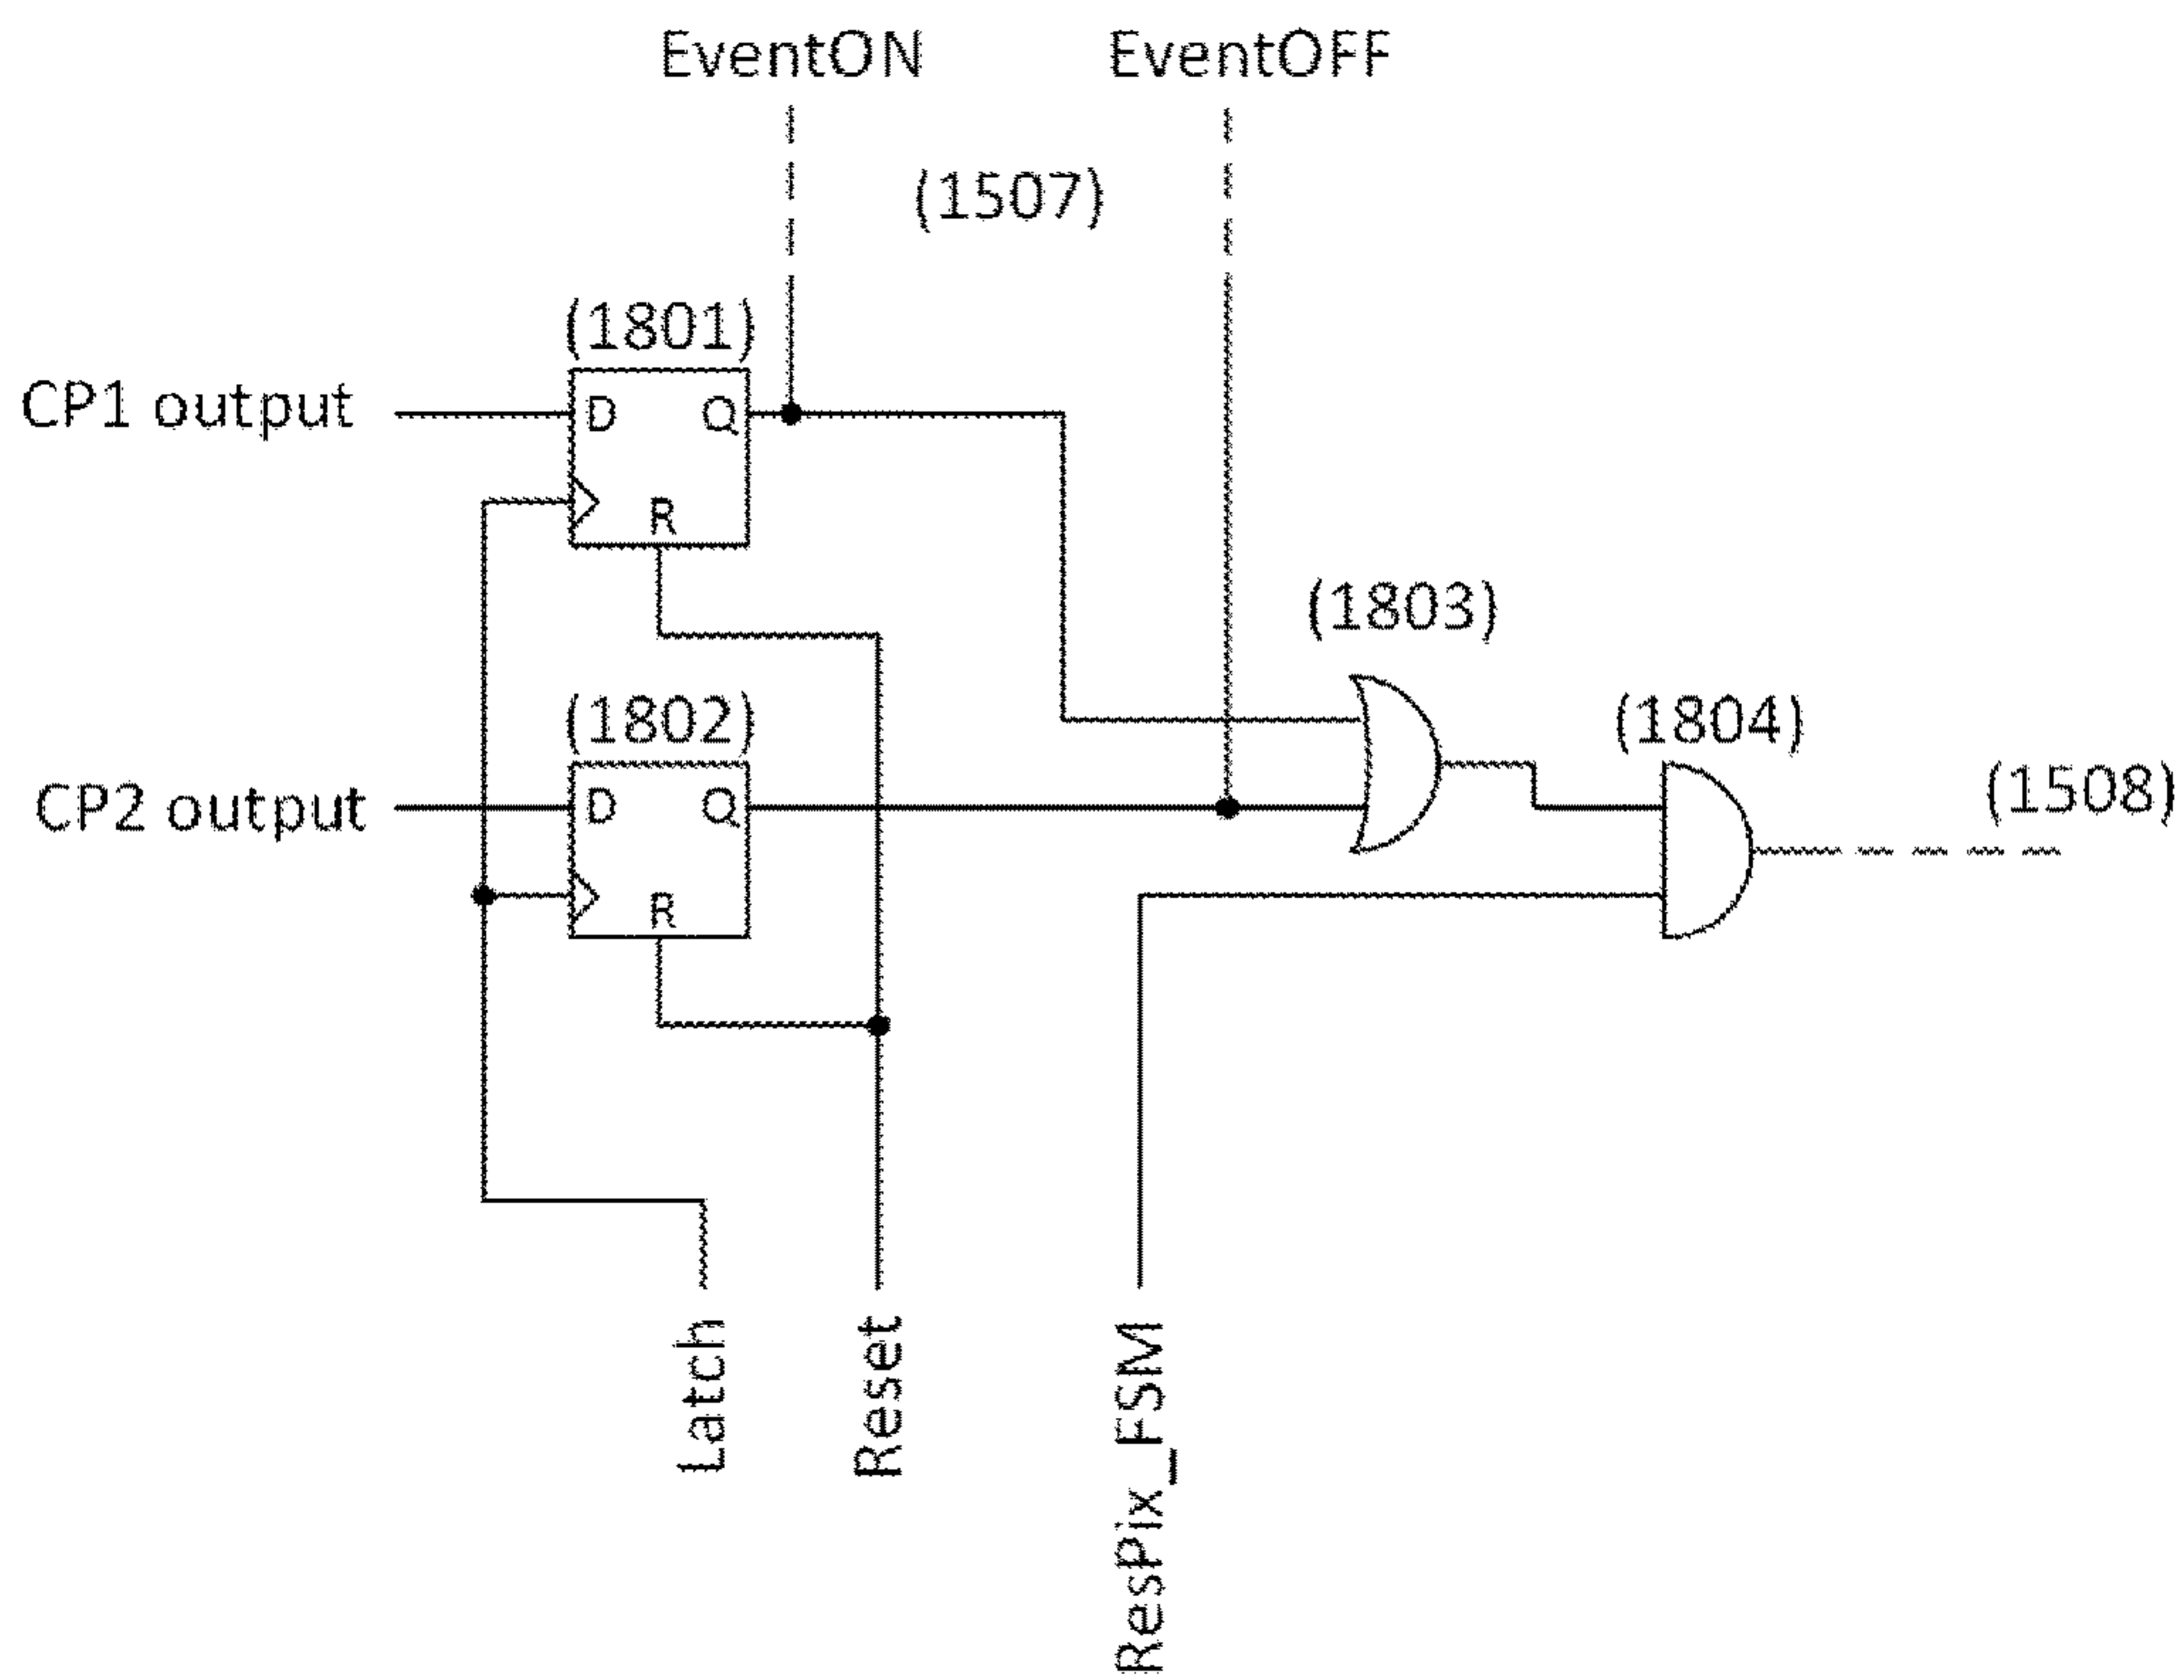 EventON
EventOFF
(1507)
(1801)
CP1 output
D
Q
R
(1803)
(1802)
(1804)
(1508)
CP2 output
D
Q
R
Latch
Reset
ResPix_FSM